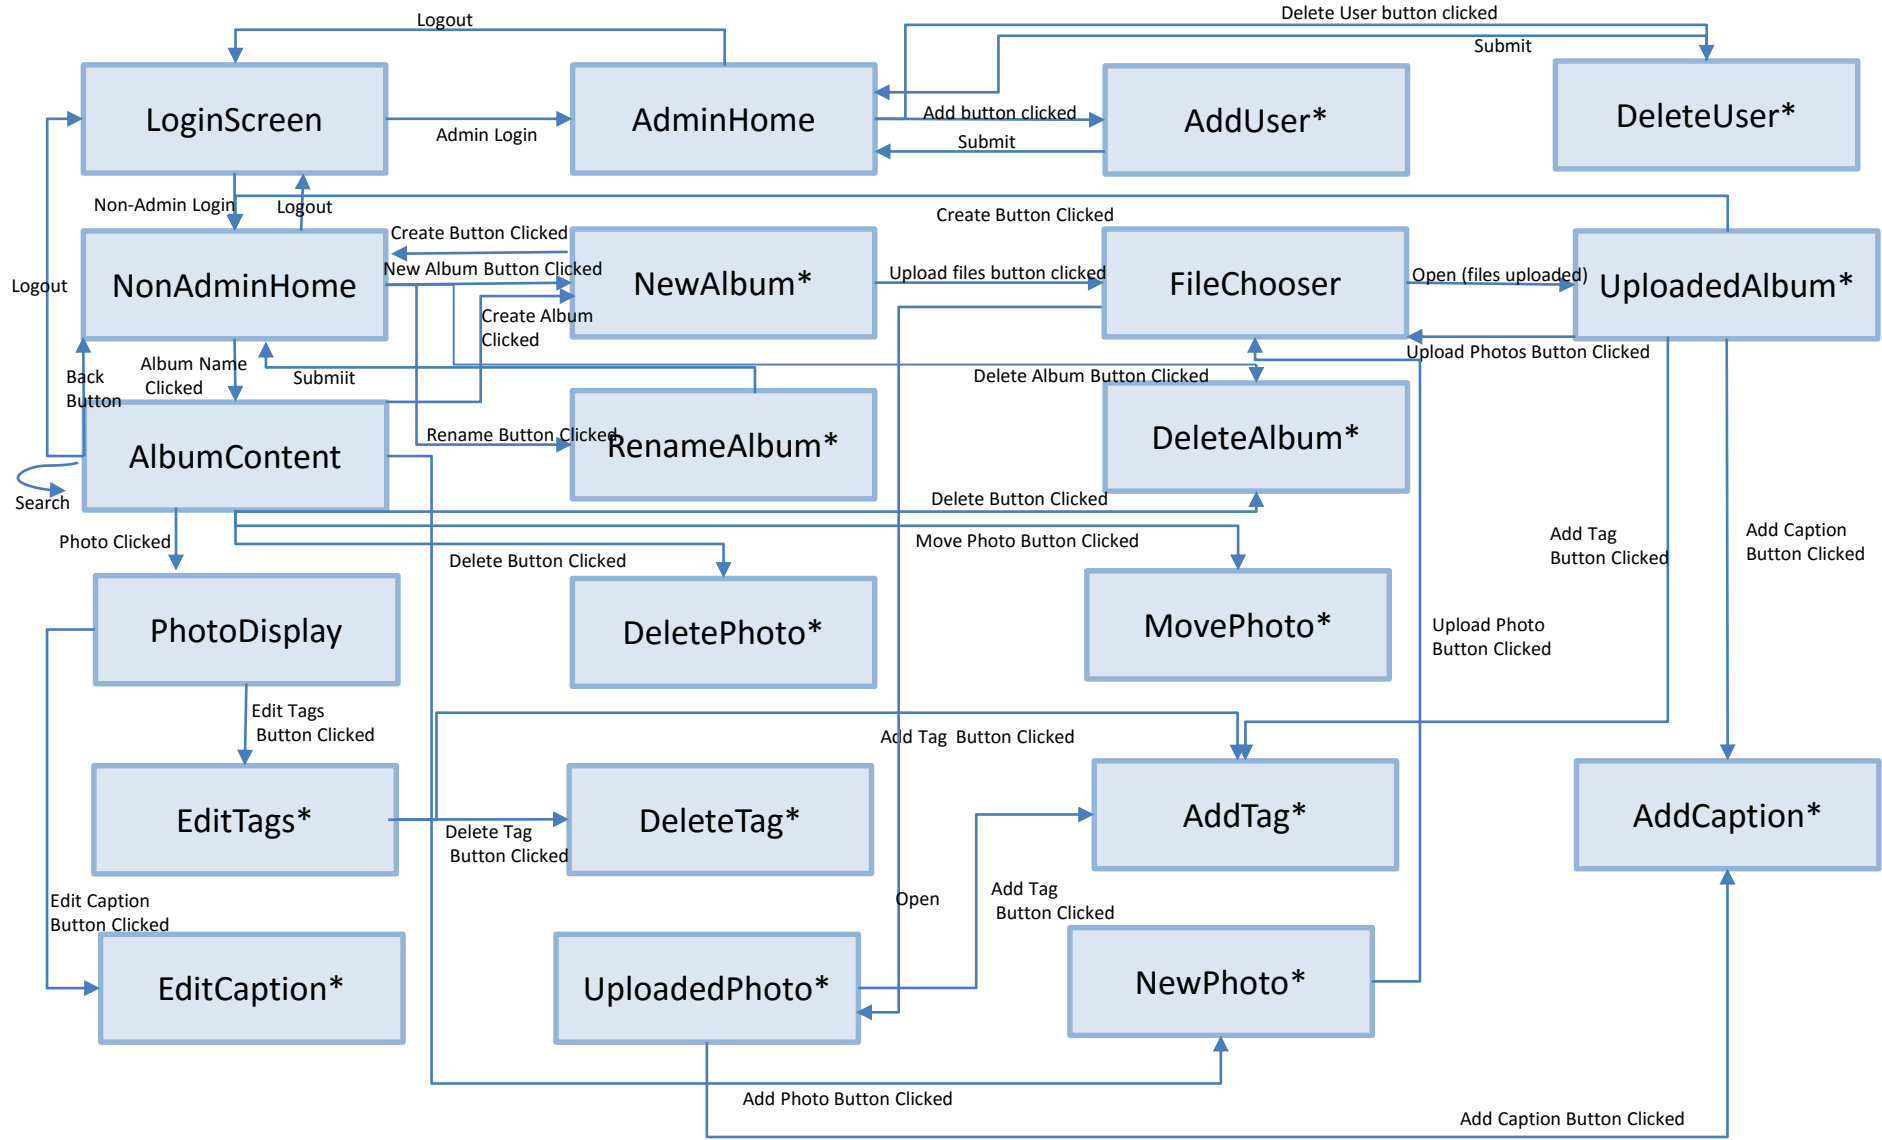 Logout
Delete User button clicked
Submit
LoginScreen
Admin Login
AdminHome
Add button clicked
Submit
AddUser*
DeleteUser*
Non-Admin Login
Logout
Create Button Clicked
Create Button Clicked
Logout
NonAdminHome
New Album Button Clicked
NewAlbum*
Upload files button clicked
FileChooser
Open (files uploaded)
UploadedAlbum*
Create Album
Clicked
Upload Photos Button Clicked
Back
Button
Album Name
Clicked
Submiit
Delete Album Button Clicked
AlbumContent
Rename Button Clicked
RenameAlbum*
DeleteAlbum*
Search
Delete Button Clicked
Photo Clicked
Delete Button Clicked
Move Photo Button Clicked
Add Tag
Button Clicked
Add Caption
Button Clicked
PhotoDisplay
DeletePhoto*
MovePhoto*
Upload Photo
Button Clicked
Edit Tags
Button Clicked
Add Tag  Button Clicked
EditTags*
Delete Tag
Button Clicked
DeleteTag*
AddTag*
AddCaption*
Edit Caption
Button Clicked
Open
Add Tag
Button Clicked
EditCaption*
UploadedPhoto*
NewPhoto*
Add Photo Button Clicked
Add Caption Button Clicked